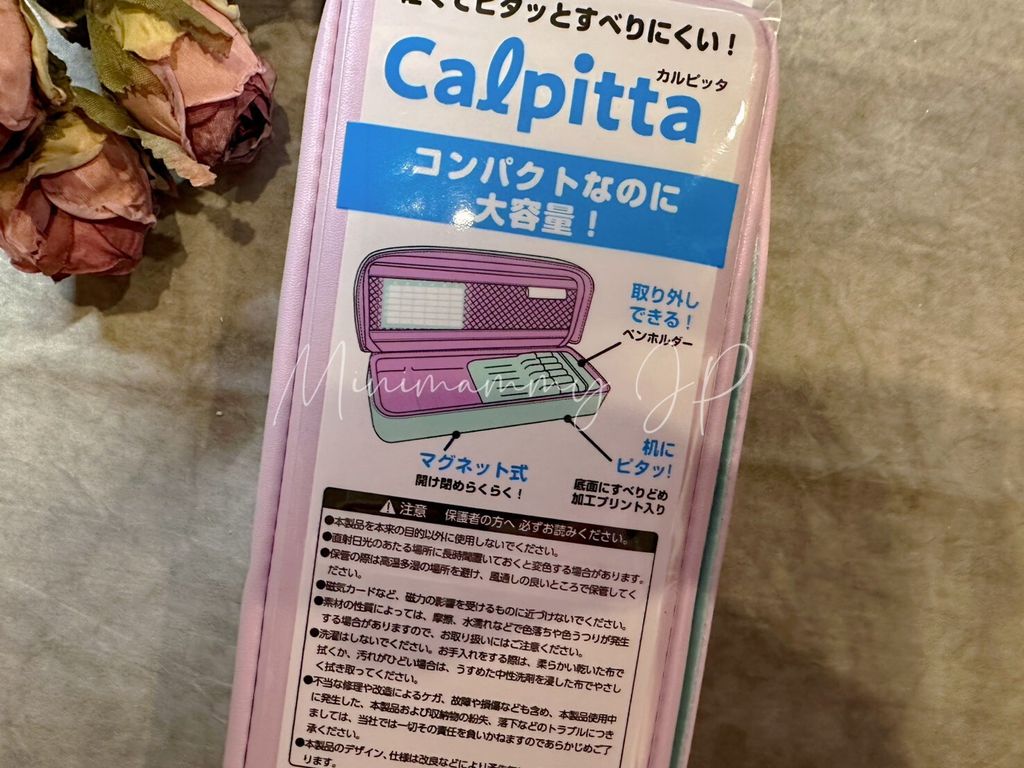 くてピタッとすべりにくい！
カルピッタ
Calpitta
コンパクトなのに
大容量！
取り外し
できる！
ペンホルダー
Minimammy JP
机に
ピタッ！
マグネット式
開け閉めらくらく！
底面にすべりどめ
加工プリント入り
注意 保護者の方へ 必ずお読みください。
●本製品を本来の目的以外に使用しないでください。
●直射日光のあたる場所に長時間置いておくと変色する場合があります。
●保管の際は高温多湿の場所を避け、風通しの良いところで保管してく
ださい。
●磁気カードなど、磁力の影響を受けるものに近づけないでください。
●素材の性質によっては、摩擦、水濡れなどで色落ちや色うつりが発生
する場合がありますので、お取り扱いにはご注意ください。
●洗濯はしないでください。お手入れをする際は、柔らかい乾いた布で
拭くか、汚れがひどい場合は、うすめた中性洗剤を浸した布でやさし
く拭き取ってください。
●不当な修理や改造によるケガ、故障や損傷なども含め、本製品使用中
に発生した、本製品および収納物の紛失、落下などのトラブルにつき
ましては、当社では一切その責任を負いかねますのであらかじめご了
承ください。
●本製品のデザイン、仕様は改良などにより予告
ります。